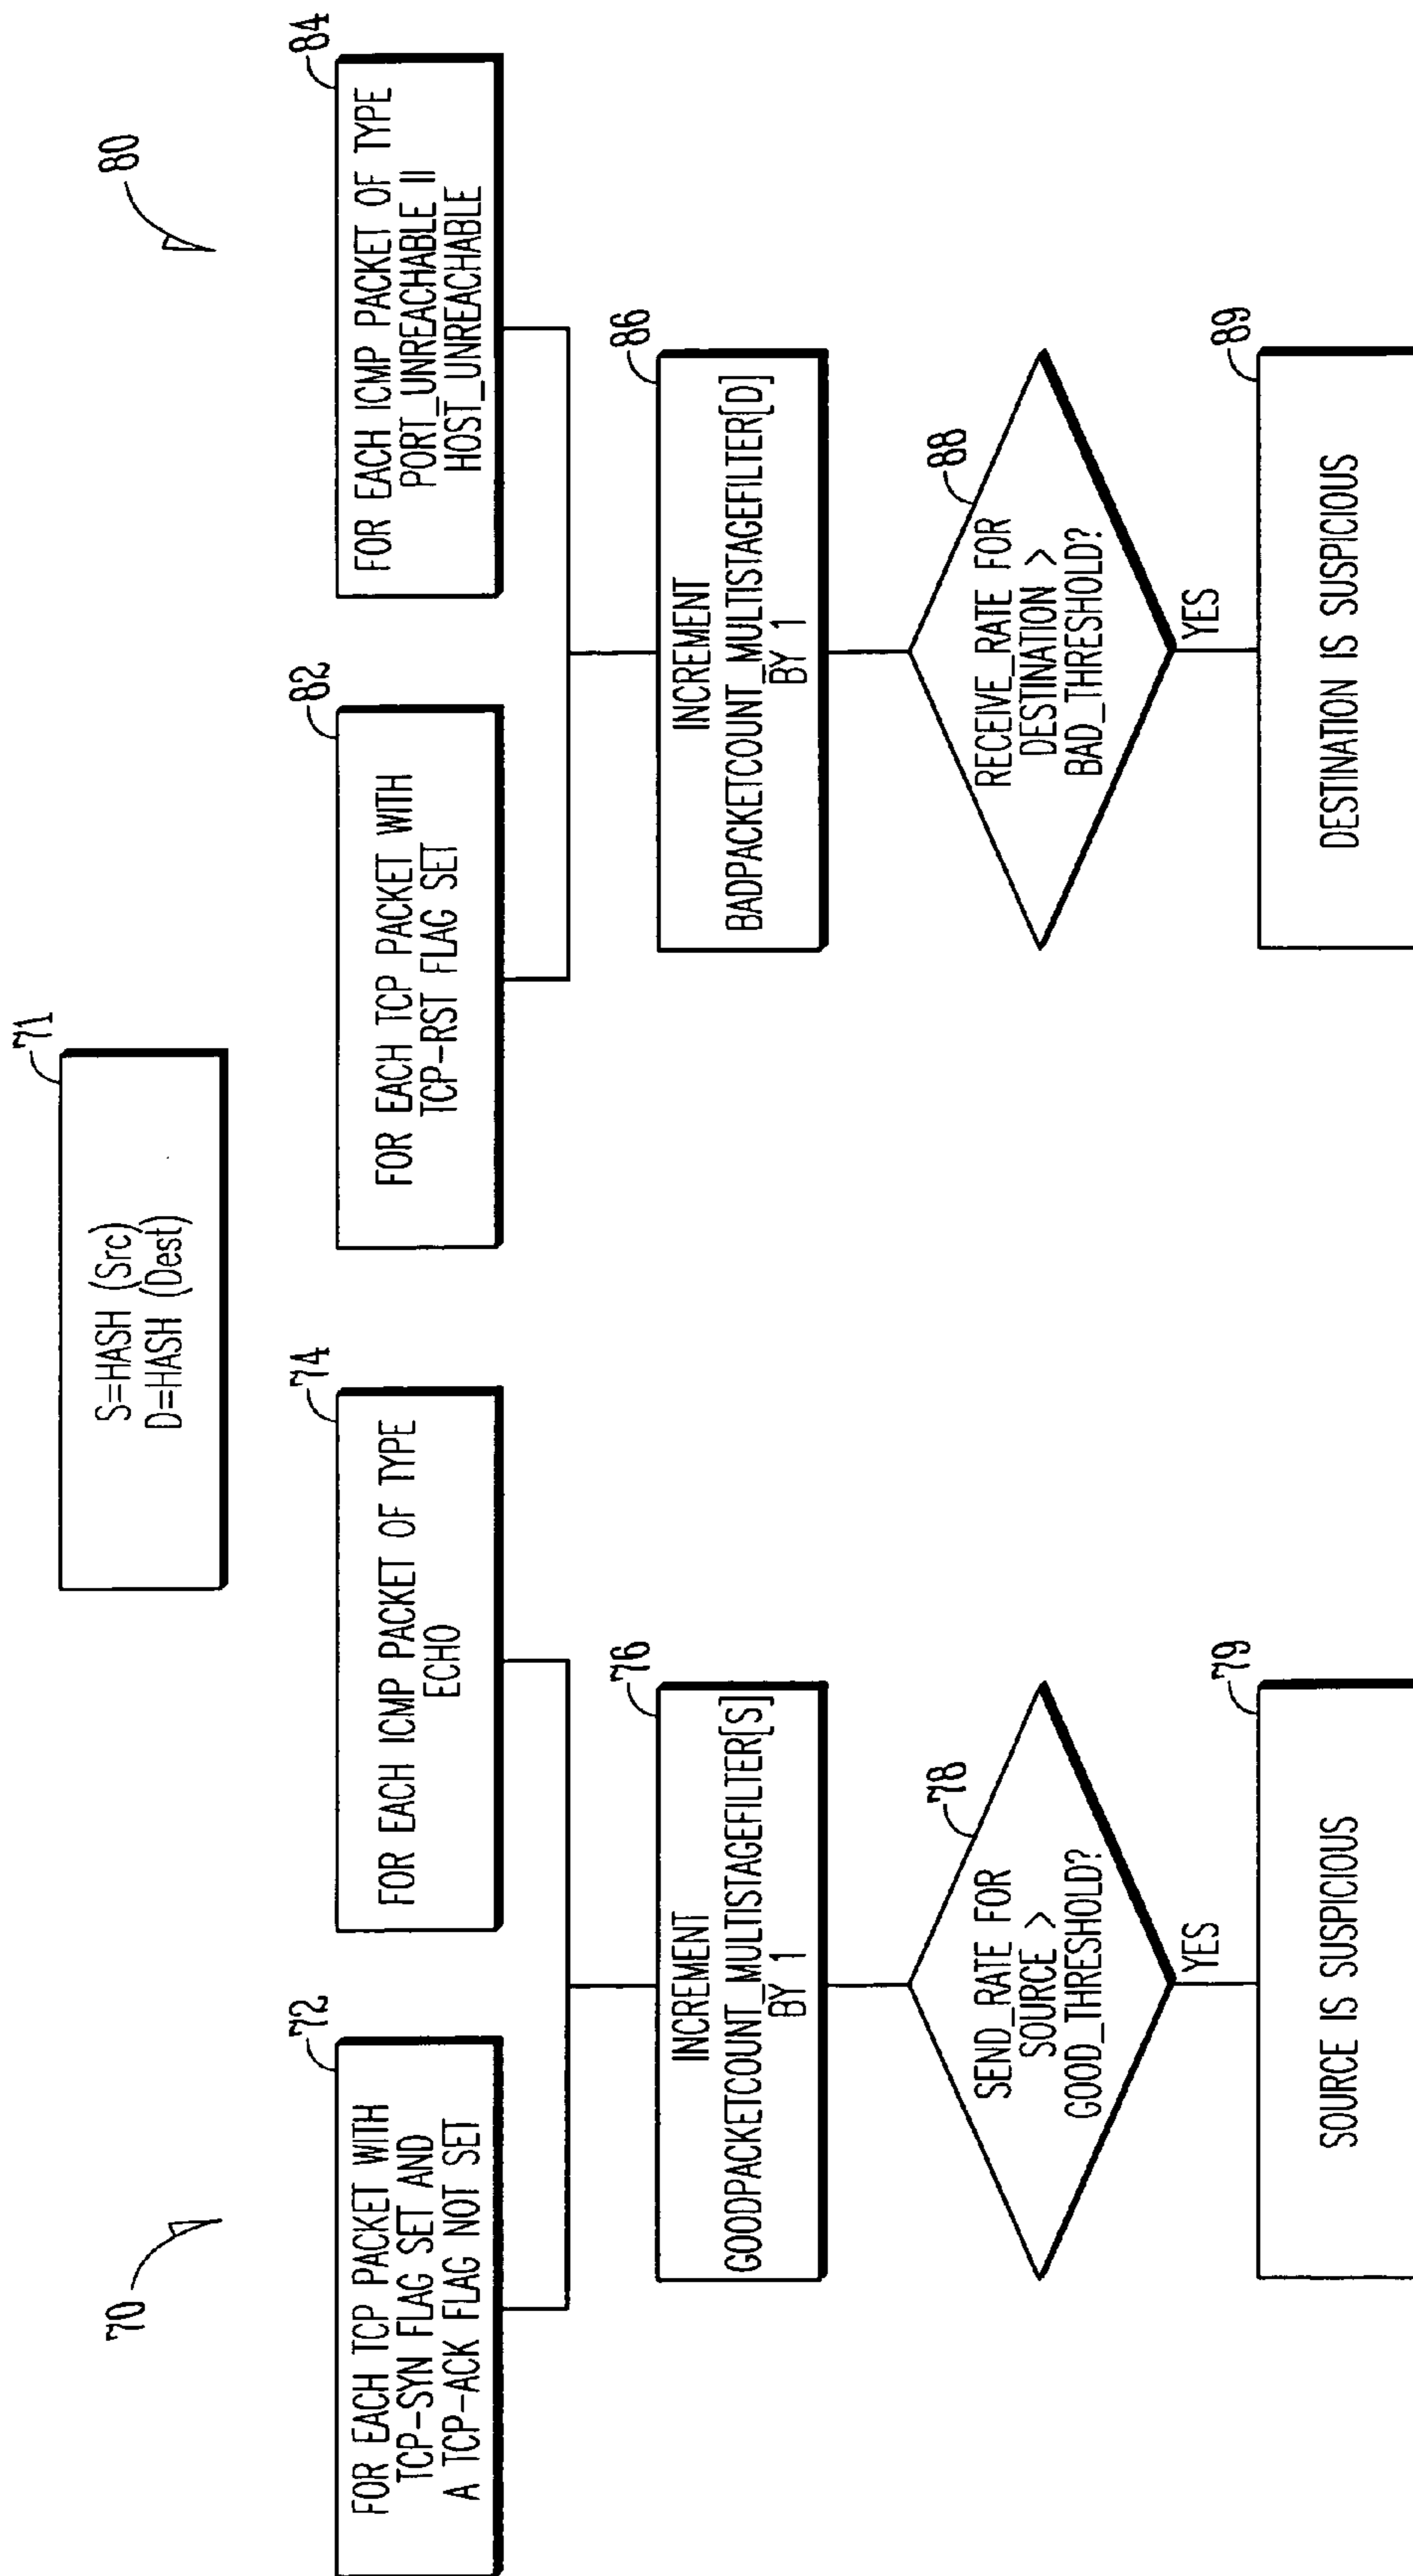 71
S=HASH (Src)
D=HASH (Dest)
70
72
FOR EACH TCP PACKET WITH
TCP-SYN FLAG SET AND
A TCP-ACK FLAG NOT SET
74
FOR EACH ICMP PACKET OF TYPE
ECHO
76
INCREMENT
GOODPACKETCOUNT_MULTISTAGEFILTER[S]
BY 1
78
SEND_RATE FOR
SOURCE >
GOOD_THRESHOLD?
YES
79
SOURCE IS SUSPICIOUS
80
82
FOR EACH TCP PACKET WITH
TCP-RST FLAG SET
84
FOR EACH ICMP PACKET OF TYPE
PORT_UNREACHABLE II
HOST_UNREACHABLE
86
INCREMENT
BADPACKETCOUNT_MULTISTAGEFILTER[D]
BY 1
88
RECEIVE_RATE FOR
DESTINATION >
BAD_THRESHOLD?
YES
89
DESTINATION IS SUSPICIOUS